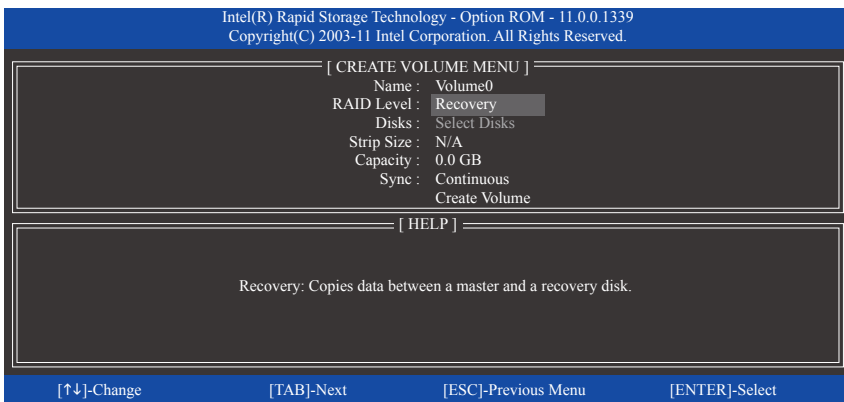 Intel(R) Rapid Storage Technology - Option ROM - 11.0.0.1339
Copyright(C) 2003-11 Intel Corporation. All Rights Reserved.
[ CREATE VOLUME MENU ]
Name : Volume0
RAID Level : Recovery
Disks : Select Disks
Strip Size : N/A
Capacity : 0.0 GB
Sync : Continuous
Create Volume
[ HELP ]
Recovery: Copies data between a master and a recovery disk.
[↑↓]-Change [TAB]-Next [ESC]-Previous Menu [ENTER]-Select